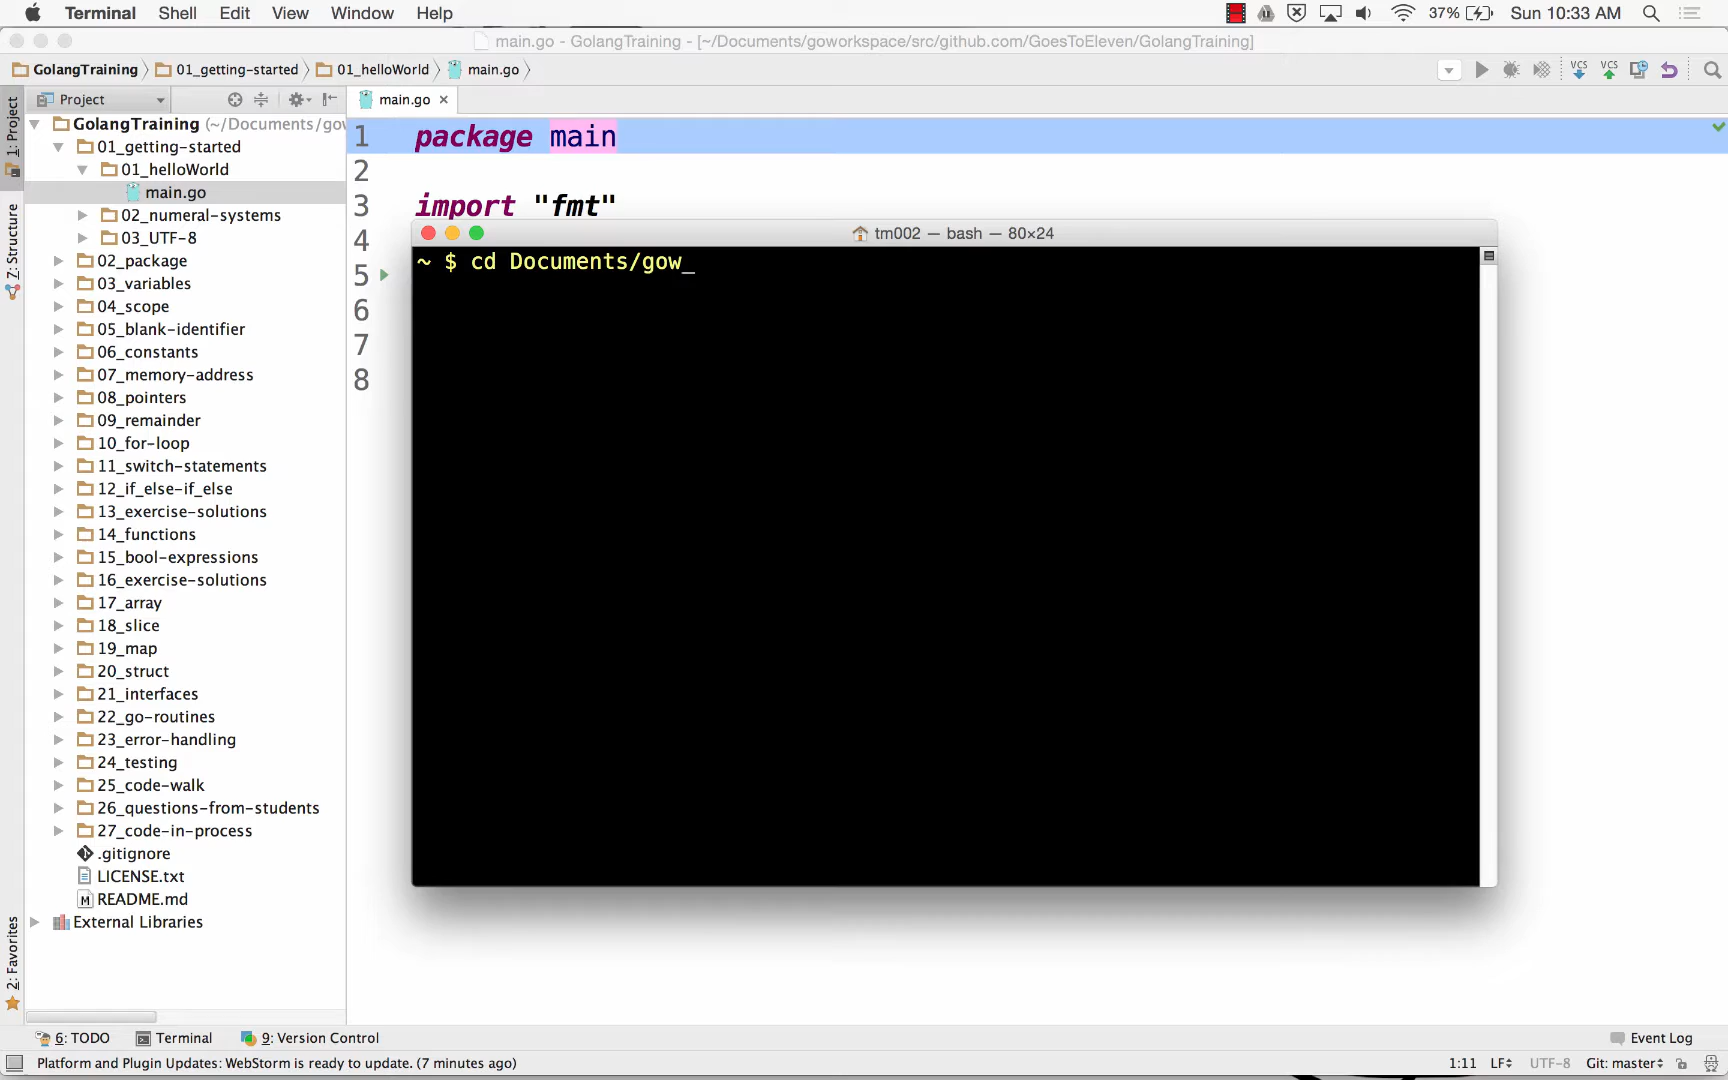 Terminal Shell Edit View Window Help 37% Sun 10:33 AM
main.go - GolangTraining - [~/Documents/goworkspace/src/github.com/GoesToEleven/GolangTraining]
GolangTraining 01_getting-started 01_helloWorld main.go
VCS VCS
1: Project
Project
main.go
GolangTraining (~/Documents/gow
01_getting-started
01_helloWorld
main.go
02_numeral-systems
03_UTF-8
02_package
03_variables
04_scope
05_blank-identifier
06_constants
07_memory-address
08_pointers
09_remainder
10_for-loop
11_switch-statements
12_if_else-if_else
13_exercise-solutions
14_functions
15_bool-expressions
16_exercise-solutions
17_array
18_slice
19_map
20_struct
21_interfaces
22_go-routines
23_error-handling
24_testing
25_code-walk
26_questions-from-students
27_code-in-process
.gitignore
LICENSE.txt
README.md
External Libraries
7: Structure
2: Favorites
1 package main
2
3 import "fmt"
4
5
6
7
8
tm002 — bash — 80×24
~ $ cd Documents/gow_
6: TODO Terminal 9: Version Control Event Log
Platform and Plugin Updates: WebStorm is ready to update. (7 minutes ago) 1:11 LF UTF-8 Git: master